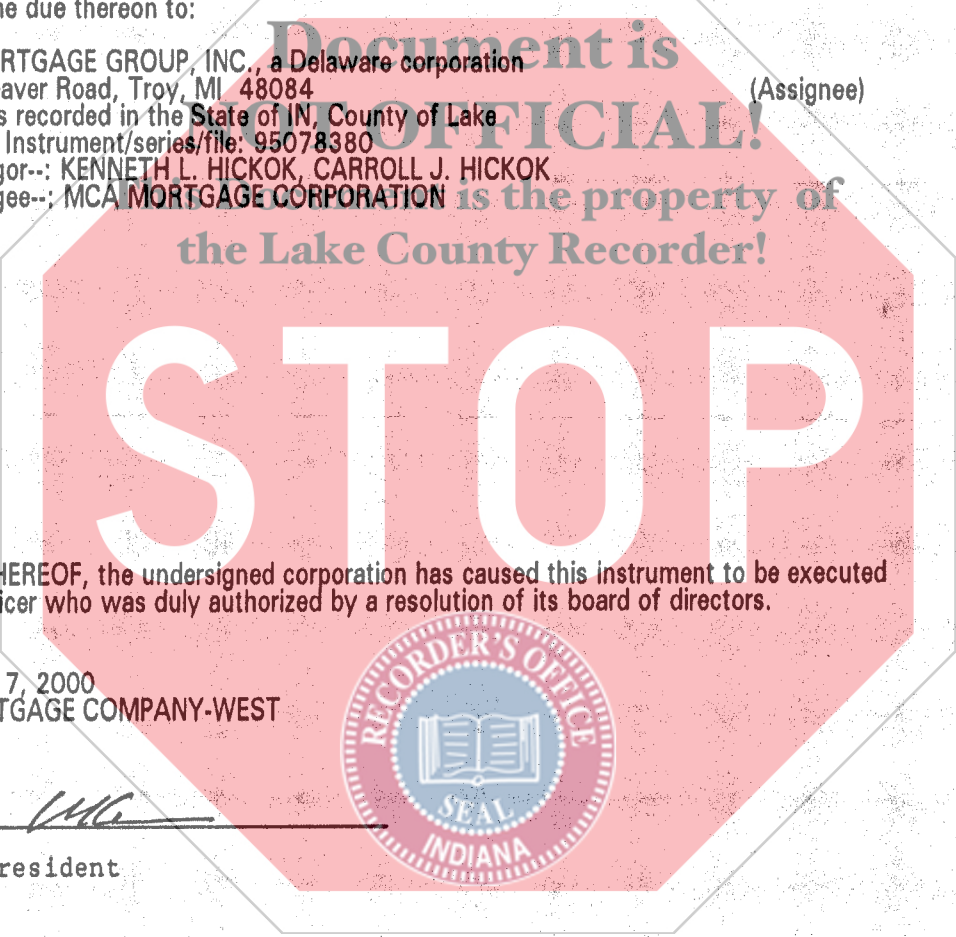 ne due thereon to:
RTGAGE GROUP, INC., a Delaware corporation
aver Road, Troy, MI 48084 (Assignee)
s recorded in the State of IN, County of Lake
Instrument/series/file: 95078380
gor--: KENNETH L. HICKOK, CARROLL J. HICKOK
gee--: MCA MORTGAGE CORPORATION
Document is
NOT OFFICIAL!
This Document is the property of
the Lake County Recorder!
STOP
HEREOF, the undersigned corporation has caused this instrument to be executed
icer who was duly authorized by a resolution of its board of directors.
7, 2000
TGAGE COMPANY-WEST
resident
RECORDER'S OFFICE
SEAL
INDIANA